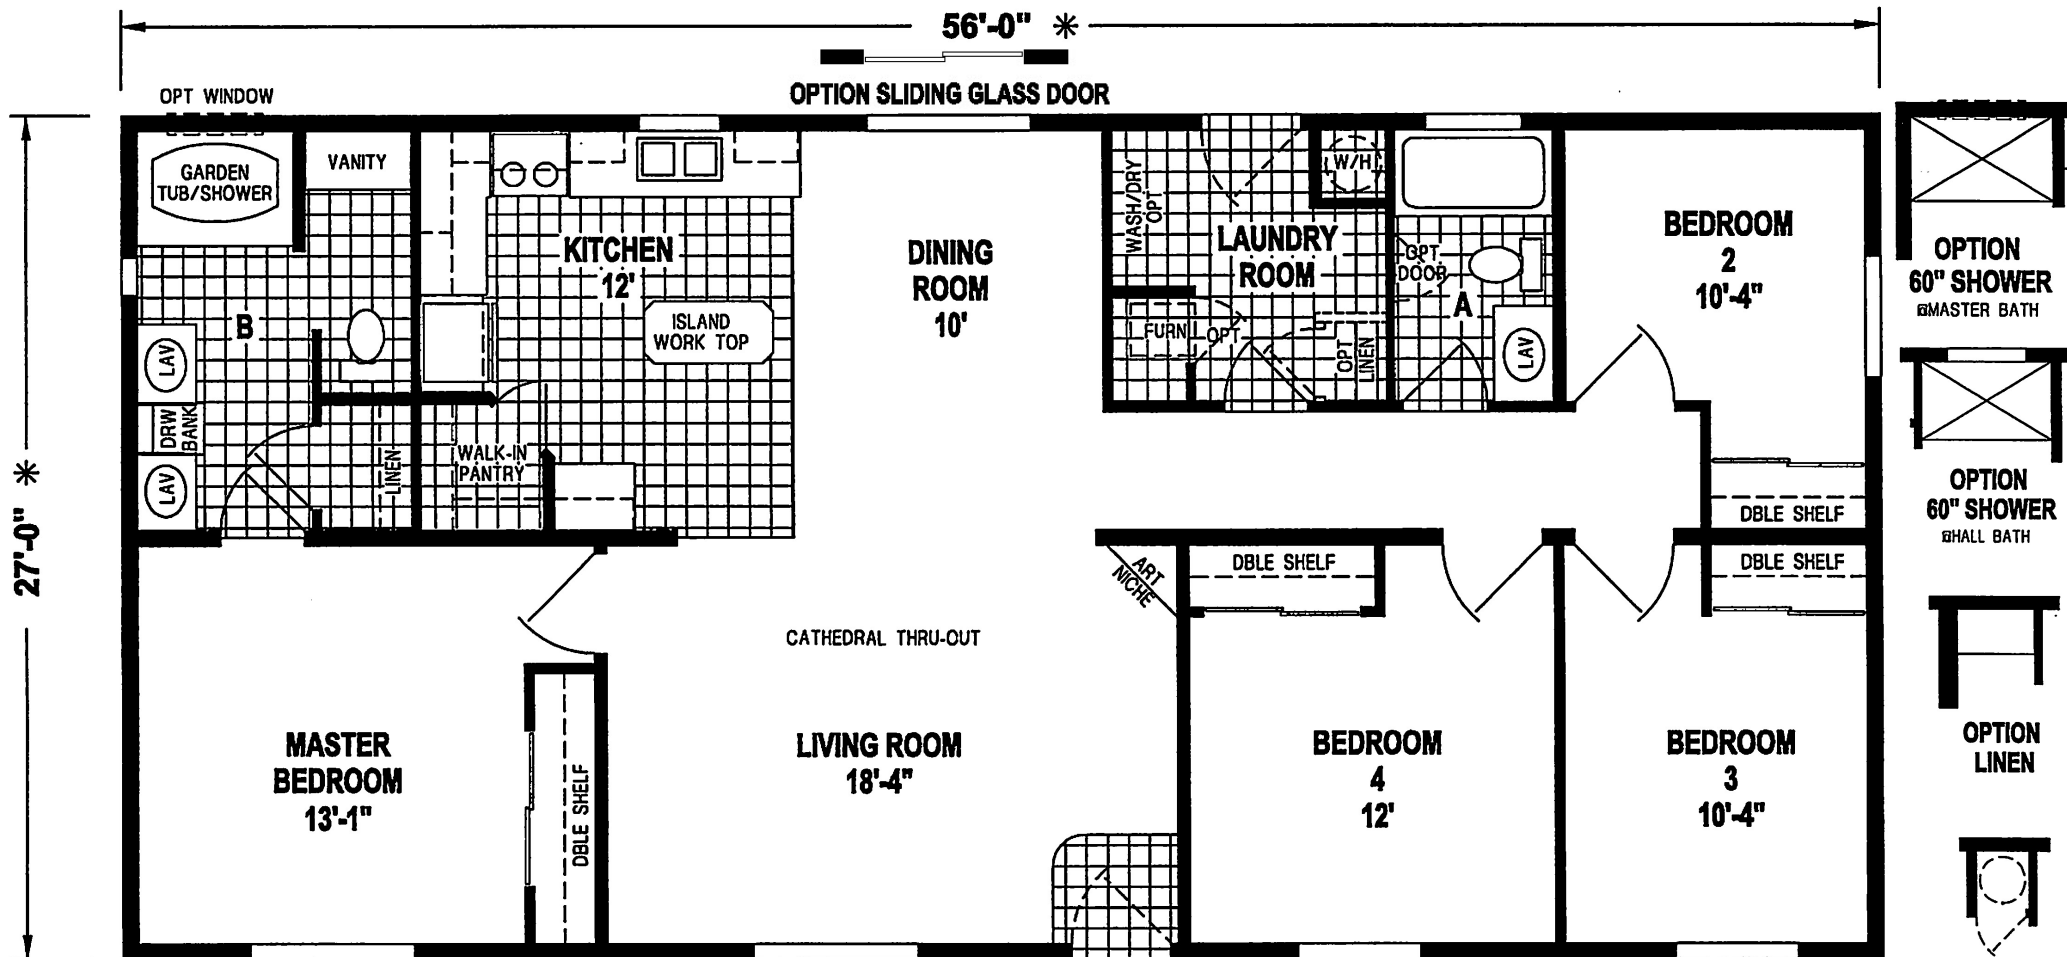 56'-0" *
OPTION SLIDING GLASS DOOR
OPT WINDOW
27'-0" *
GARDEN
TUB/SHOWER
VANITY
B
LAV
DRW
BANK
LAV
LINEN
KITCHEN
12'
ISLAND
WORK TOP
WALK-IN
PANTRY
DINING
ROOM
10'
WASH/DRY
OPT
LAUNDRY
ROOM
W/H
FURN
OPT
OPT
LINEN
OPT
DOOR
A
LAV
BEDROOM
2
10'-4"
DBLE SHELF
MASTER
BEDROOM
13'-1"
DBLE SHELF
CATHEDRAL THRU-OUT
LIVING ROOM
18'-4"
ART
NICHE
DBLE SHELF
BEDROOM
4
12'
DBLE SHELF
BEDROOM
3
10'-4"
OPTION
60" SHOWER
@MASTER BATH
OPTION
60" SHOWER
@HALL BATH
OPTION
LINEN